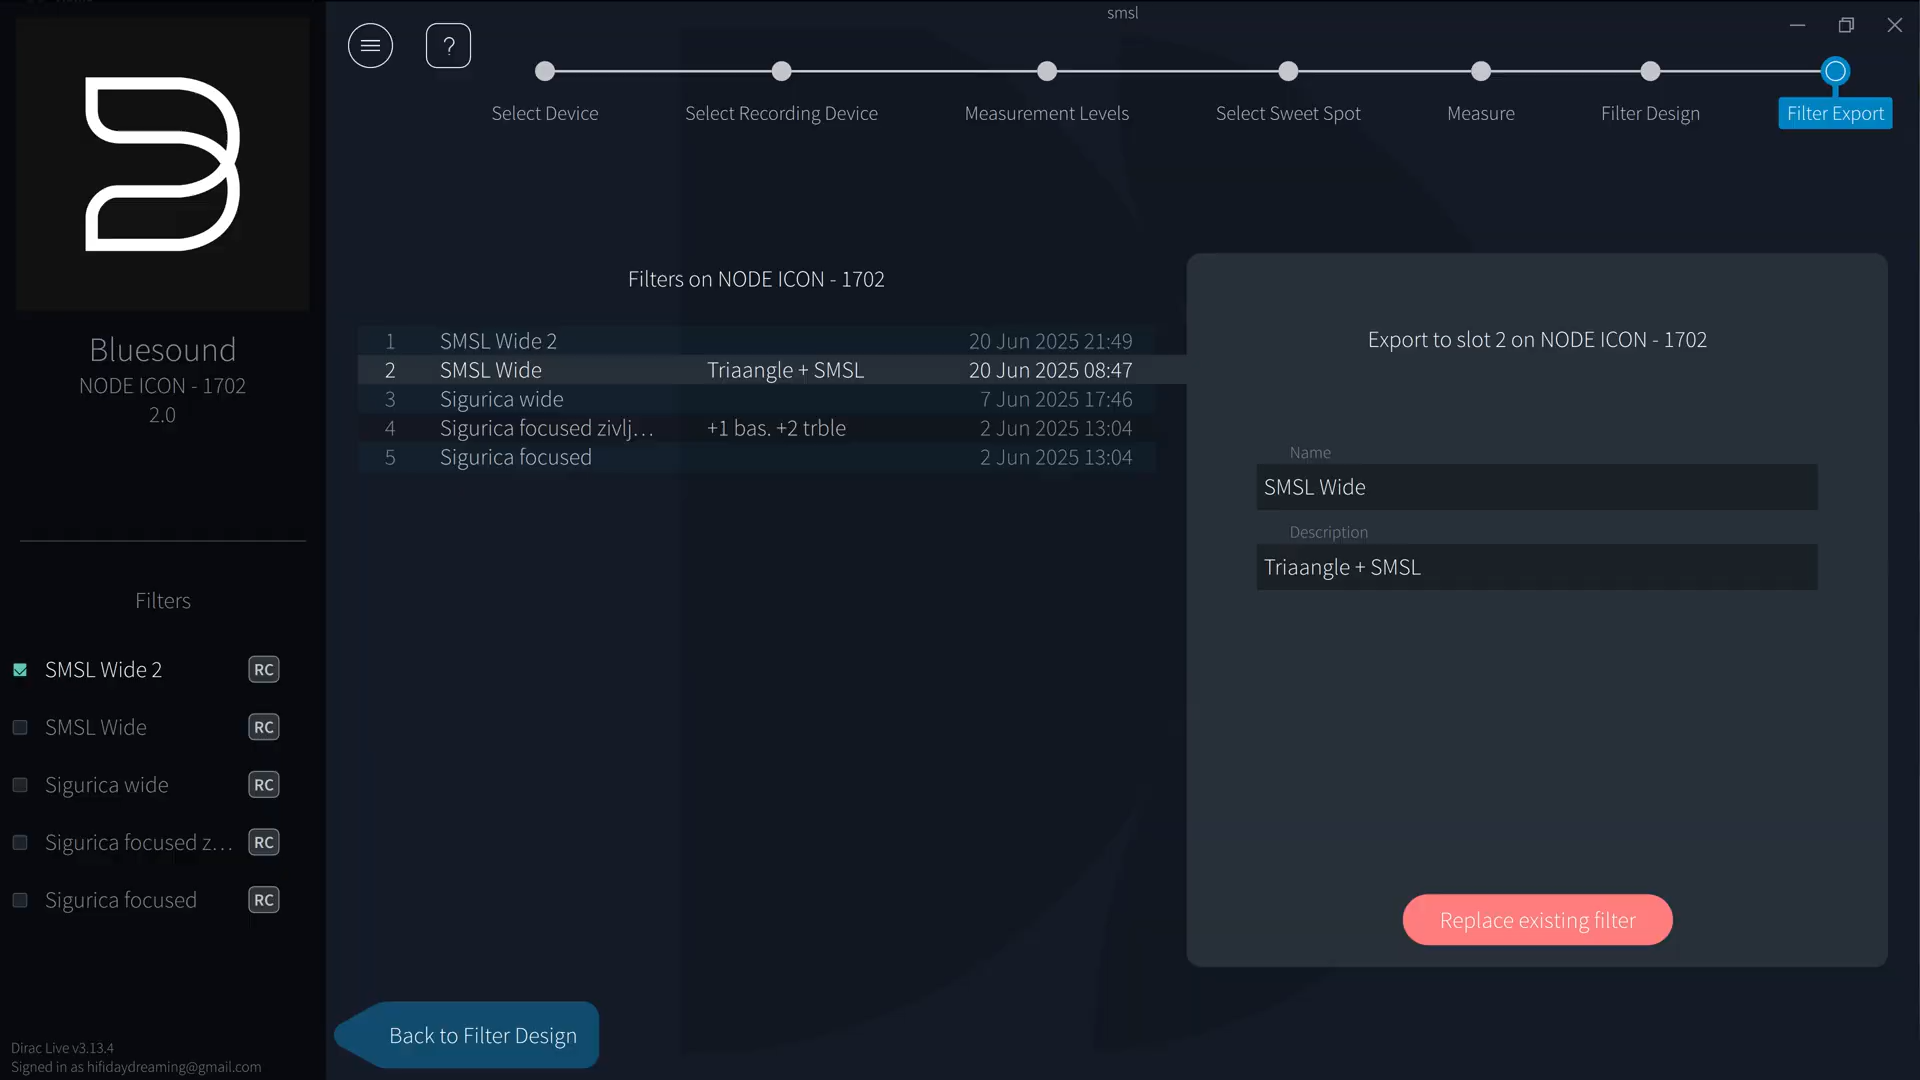 smsl
?
Select Device
Select Recording Device
Measurement Levels
Select Sweet Spot
Measure
Filter Design
Filter Export
Bluesound
NODE ICON - 1702
2.0
Filters
SMSL Wide 2 RC
SMSL Wide RC
Sigurica wide RC
Sigurica focused z... RC
Sigurica focused RC
Dirac Live v3.13.4
Signed in as hifidaydreaming@gmail.com
Filters on NODE ICON - 1702
1 SMSL Wide 2 20 Jun 2025 21:49
2 SMSL Wide Triaangle + SMSL 20 Jun 2025 08:47
3 Sigurica wide 7 Jun 2025 17:46
4 Sigurica focused zivlj... +1 bas. +2 trble 2 Jun 2025 13:04
5 Sigurica focused 2 Jun 2025 13:04
Back to Filter Design
Export to slot 2 on NODE ICON - 1702
Name
SMSL Wide
Description
Triaangle + SMSL
Replace existing filter